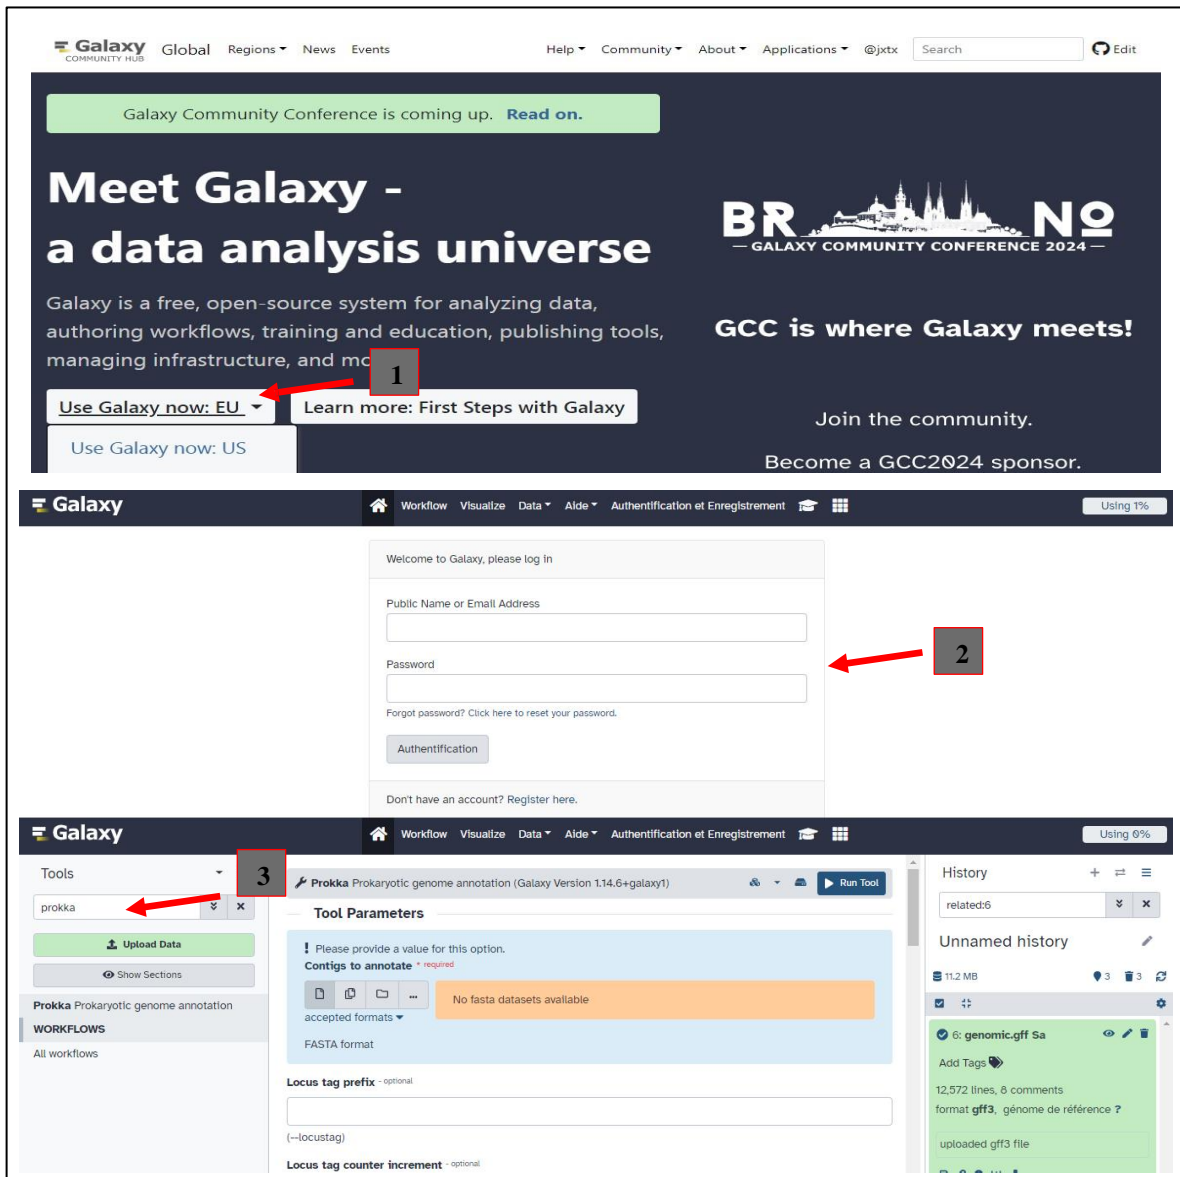 Galaxy
COMMUNITY HUB
Global Regions News Events Help Community About Applications @jxtx Search Edit
Galaxy Community Conference is coming up. Read on.
Meet Galaxy -
a data analysis universe
Galaxy is a free, open-source system for analyzing data,
authoring workflows, training and education, publishing tools,
managing infrastructure, and mo
1
Use Galaxy now: EU
Learn more: First Steps with Galaxy
Use Galaxy now: US
BR NO
— GALAXY COMMUNITY CONFERENCE 2024 —
GCC is where Galaxy meets!
Join the community.
Become a GCC2024 sponsor.
Galaxy Workflow Visualize Data Aide Authentification et Enregistrement Using 1%
Welcome to Galaxy, please log in
Public Name or Email Address
Password
2
Forgot password? Click here to reset your password.
Authentification
Don't have an account? Register here.
Galaxy Workflow Visualize Data Aide Authentification et Enregistrement Using 0%
Tools
3
prokka
Upload Data
Show Sections
Prokka Prokaryotic genome annotation
WORKFLOWS
All workflows
Prokka Prokaryotic genome annotation (Galaxy Version 1.14.6+galaxy1) Run Tool
Tool Parameters
! Please provide a value for this option.
Contigs to annotate * required
... No fasta datasets available
accepted formats
FASTA format
Locus tag prefix - optional
(--locustag)
Locus tag counter increment - optional
History
related:6
Unnamed history
11.2 MB 3 3
6: genomic.gff Sa
Add Tags
12,572 lines, 8 comments
format gff3, génome de référence ?
uploaded gff3 file